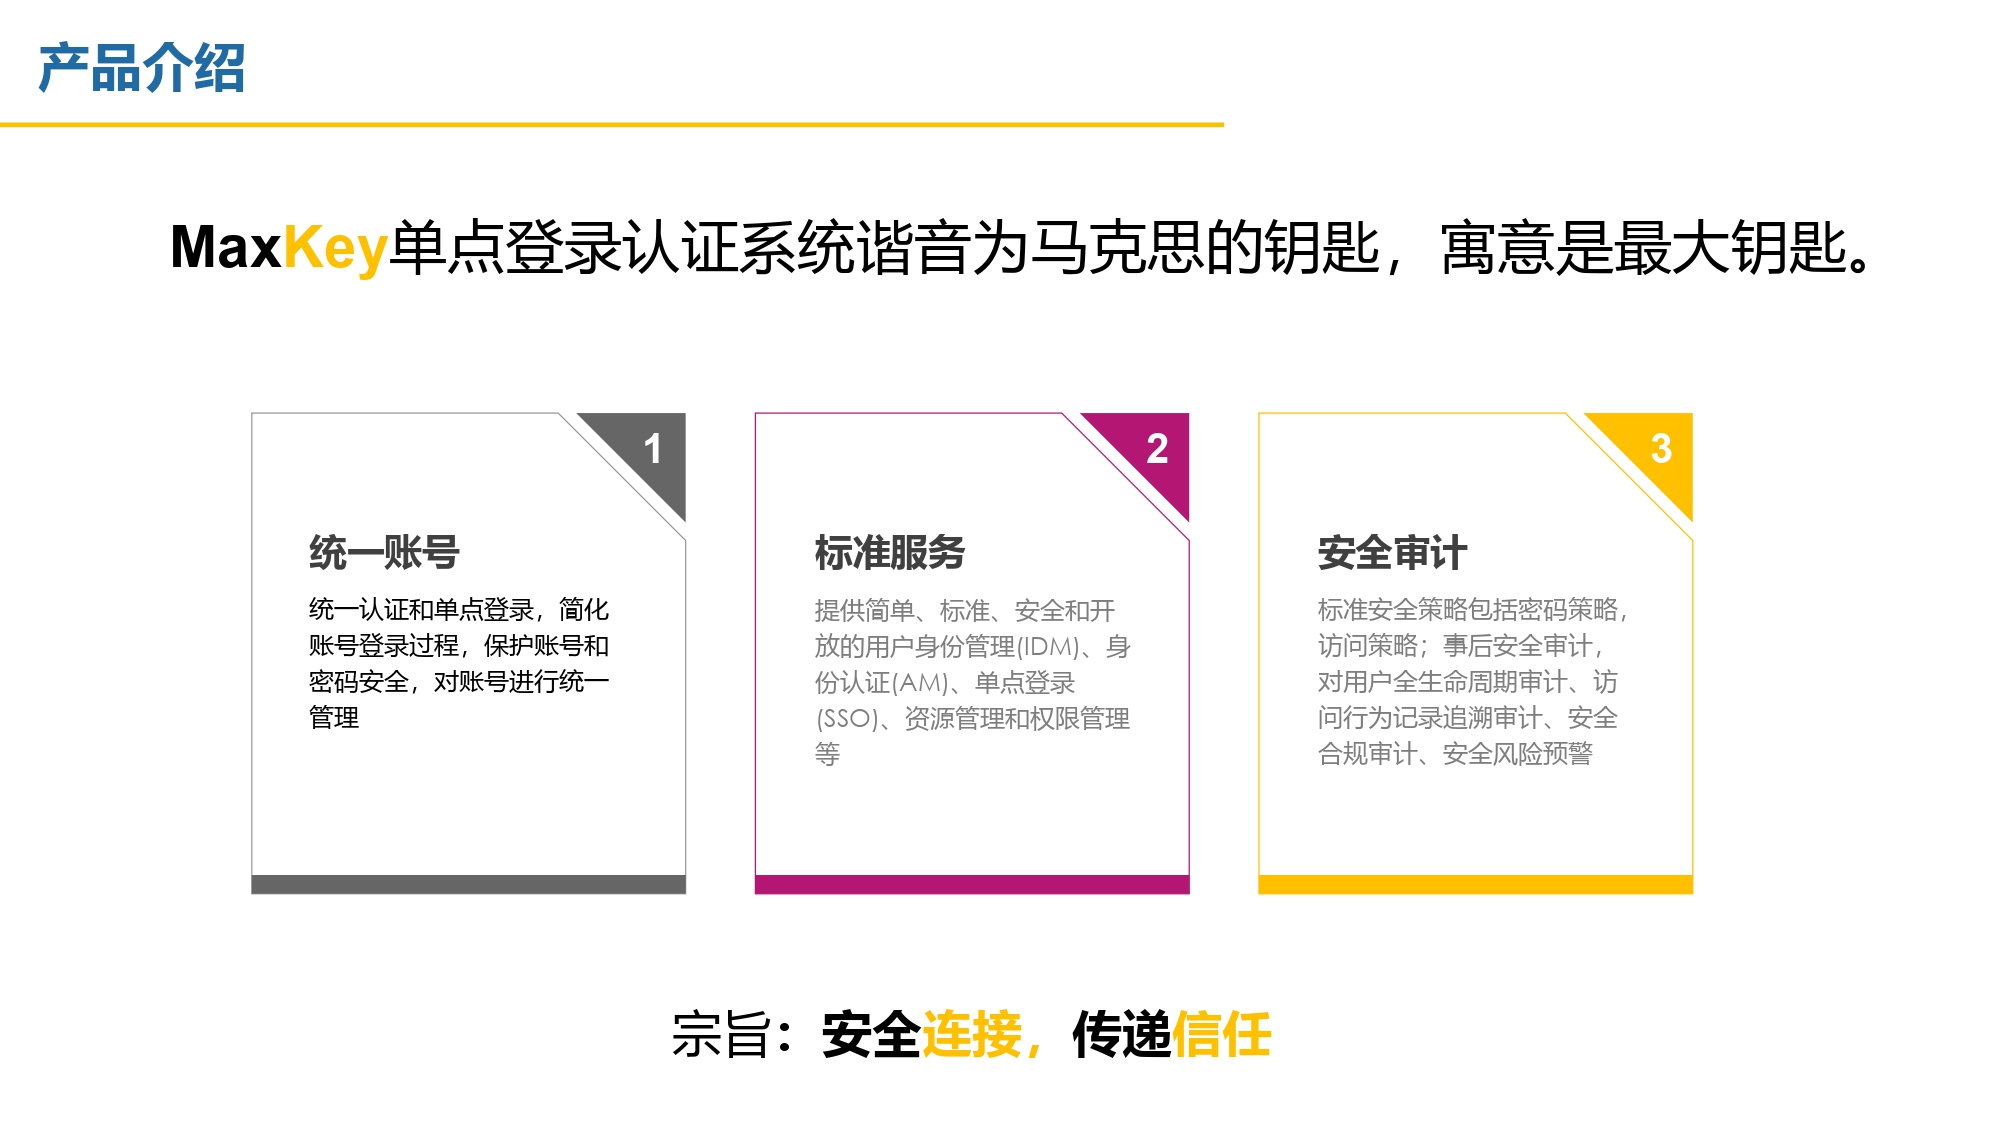 产品介绍
MaxKey单点登录认证系统谐音为马克思的钥匙，寓意是最大钥匙。
1
统一账号
统一认证和单点登录，简化
账号登录过程，保护账号和
密码安全，对账号进行统一
管理
2
标准服务
提供简单、标准、安全和开
放的用户身份管理(IDM)、身
份认证(AM)、单点登录
(SSO)、资源管理和权限管理
等
3
安全审计
标准安全策略包括密码策略，
访问策略；事后安全审计，
对用户全生命周期审计、访
问行为记录追溯审计、安全
合规审计、安全风险预警
宗旨：安全连接，传递信任